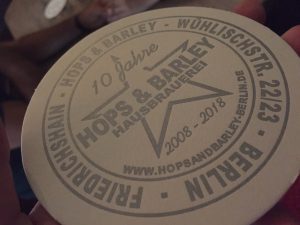 FRIEDRICHSHAIN - HOPS & BARLEY - WÜHLISCHSTR. 22/23 - BERLIN -
10 Jahre
HOPS & BARLEY
HAUSBRAUEREI
2008 - 2018
WWW.HOPSANDBARLEY-BERLIN.DE